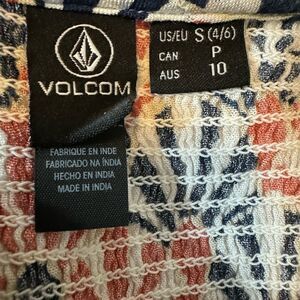 VOLCOM
US/EU S (4/6)
CAN P
AUS 10
FABRIQUE EN INDE
FABRICADO NA ÍNDIA
HECHO EN INDIA
MADE IN INDIA